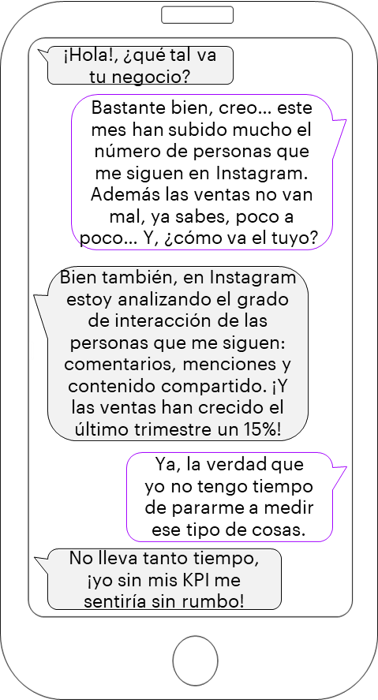 ¡Hola!, ¿qué tal va
tu negocio?
Bastante bien, creo... este
mes han subido mucho el
número de personas que
me siguen en Instagram.
Además las ventas no van
mal, ya sabes, poco a
poco... Y, ¿cómo va el tuyo?
Bien también, en Instagram
estoy analizando el grado
de interacción de las
personas que me siguen:
comentarios, menciones y
contenido compartido. ¡Y
las ventas han crecido el
último trimestre un 15%!
Ya, la verdad que
yo no tengo tiempo
de pararme a medir
ese tipo de cosas.
No lleva tanto tiempo,
¡yo sin mis KPI me
sentiría sin rumbo!